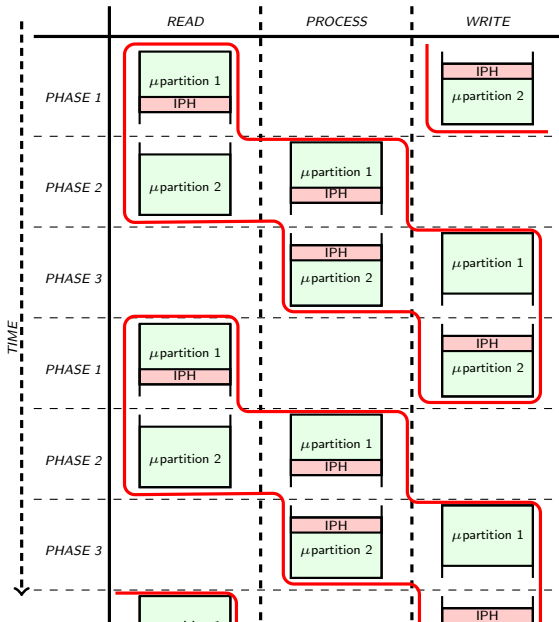 READ PROCESS WRITE
PHASE 1 μpartition 1 IPH
IPH μpartition 2
PHASE 2 μpartition 2 μpartition 1
IPH
PHASE 3 IPH μpartition 1
μpartition 2
TIME
PHASE 1 μpartition 1 IPH
IPH μpartition 2
PHASE 2 μpartition 2 μpartition 1
IPH
PHASE 3 IPH μpartition 1
μpartition 2
IPH